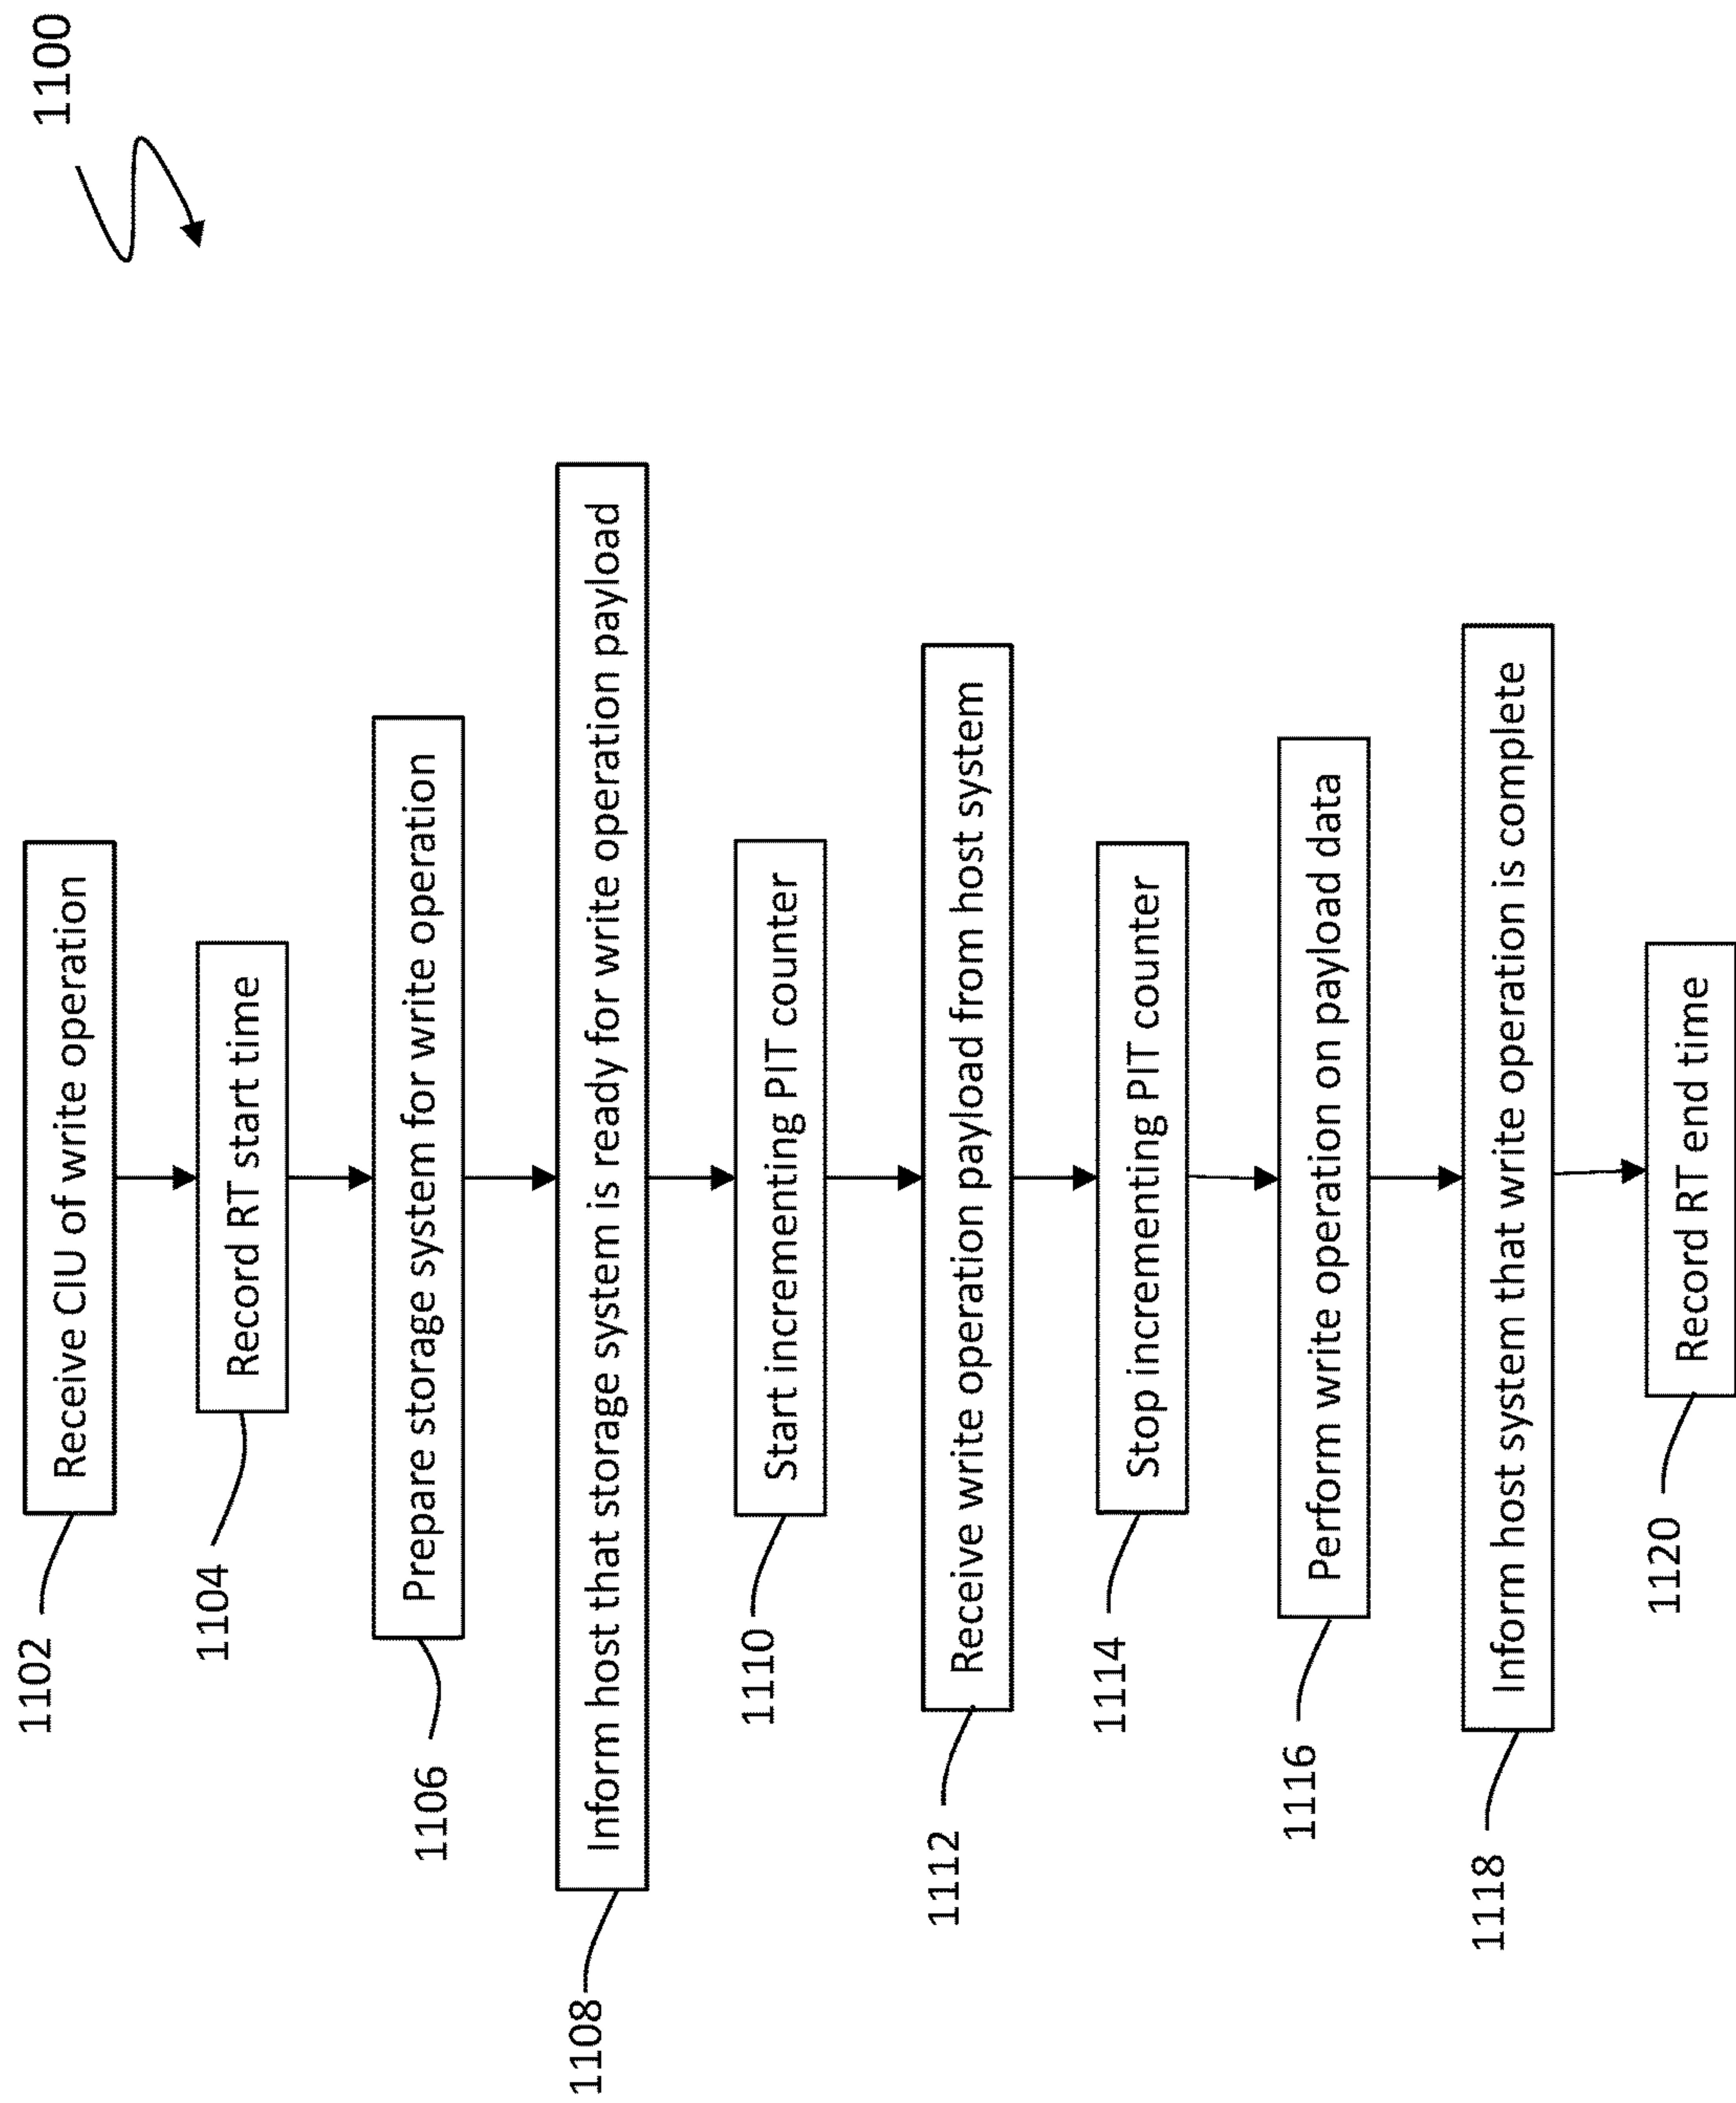 1100
1102
Receive CIU of write operation
1104
Record RT start time
1106
Prepare storage system for write operation
1108
Inform host that storage system is ready for write operation payload
1110
Start incrementing PIT counter
1112
Receive write operation payload from host system
1114
Stop incrementing PIT counter
1116
Perform write operation on payload data
1118
Inform host system that write operation is complete
1120
Record RT end time